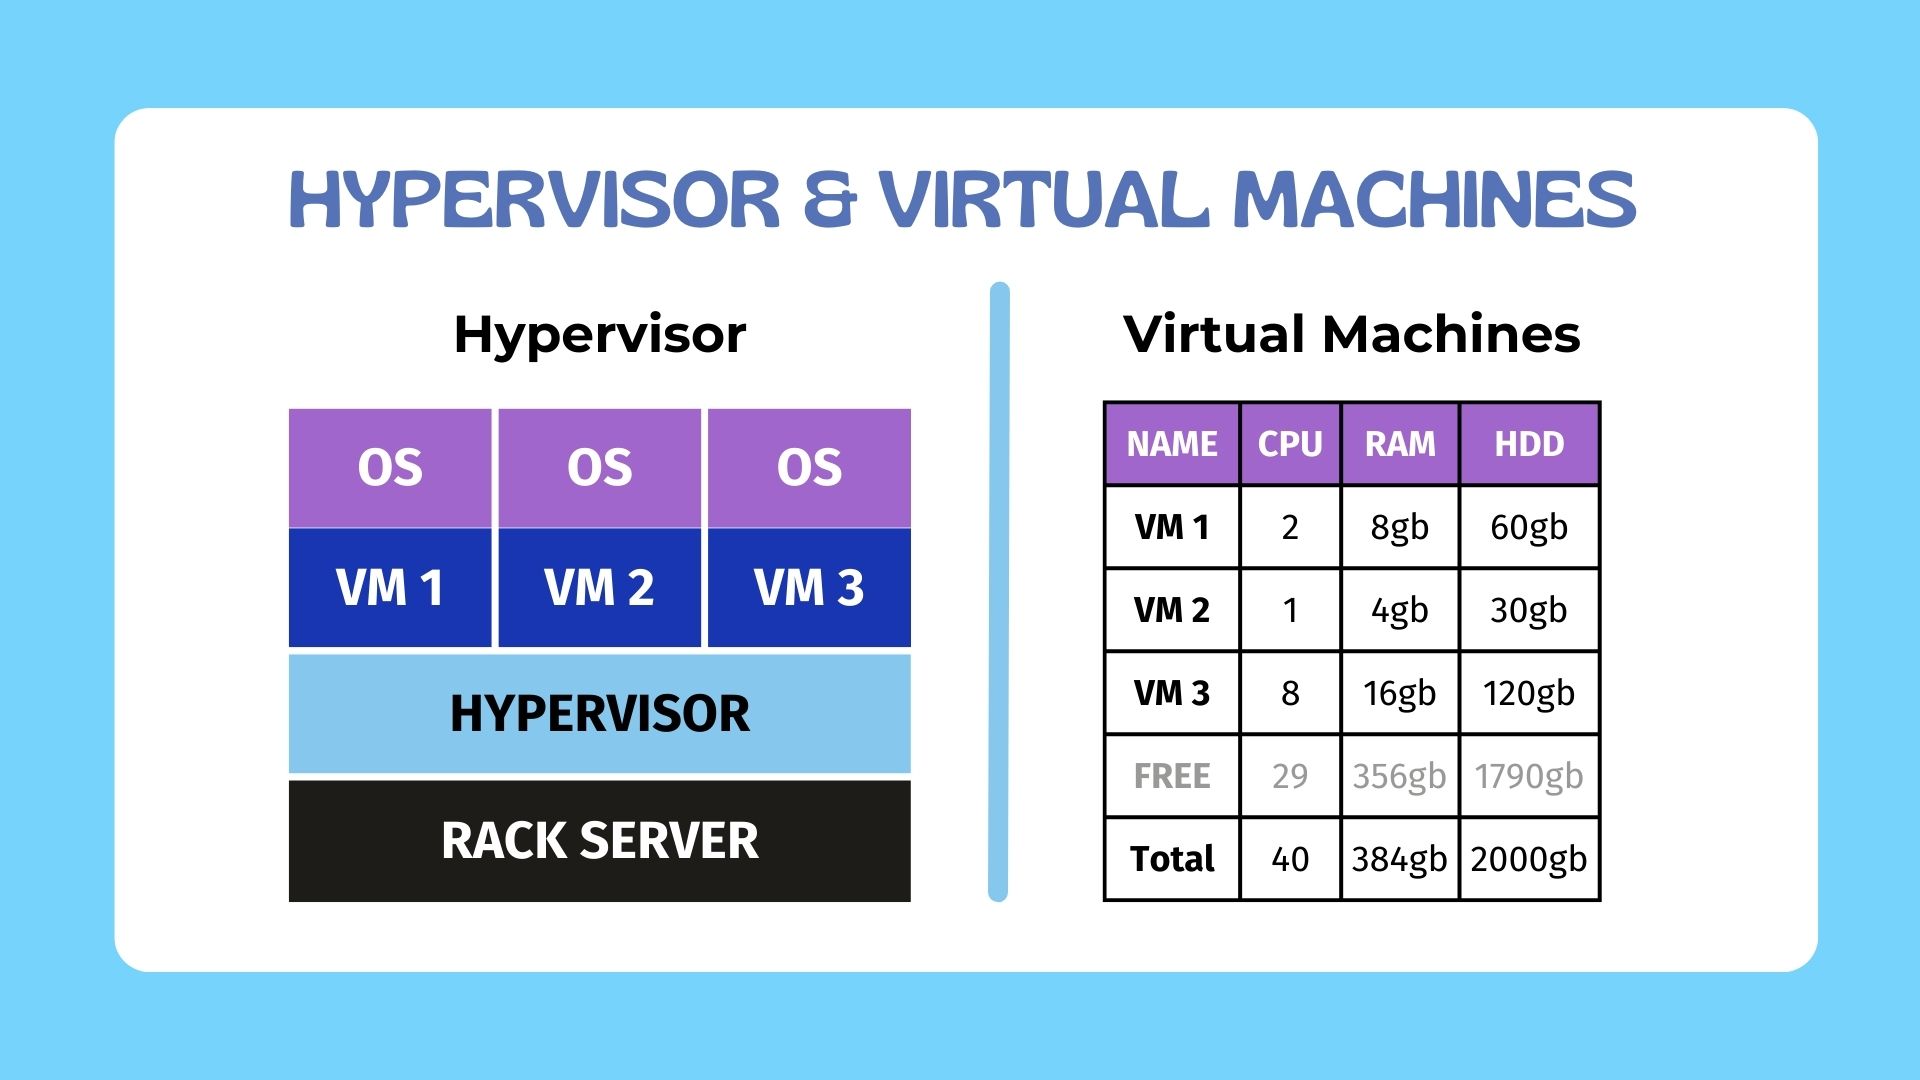 HYPERVISOR & VIRTUAL MACHINES
Hypervisor
OS OS OS
VM 1 VM 2 VM 3
HYPERVISOR
RACK SERVER
Virtual Machines
NAME CPU RAM HDD
VM 1 2 8gb 60gb
VM 2 1 4gb 30gb
VM 3 8 16gb 120gb
FREE 29 356gb 1790gb
Total 40 384gb 2000gb